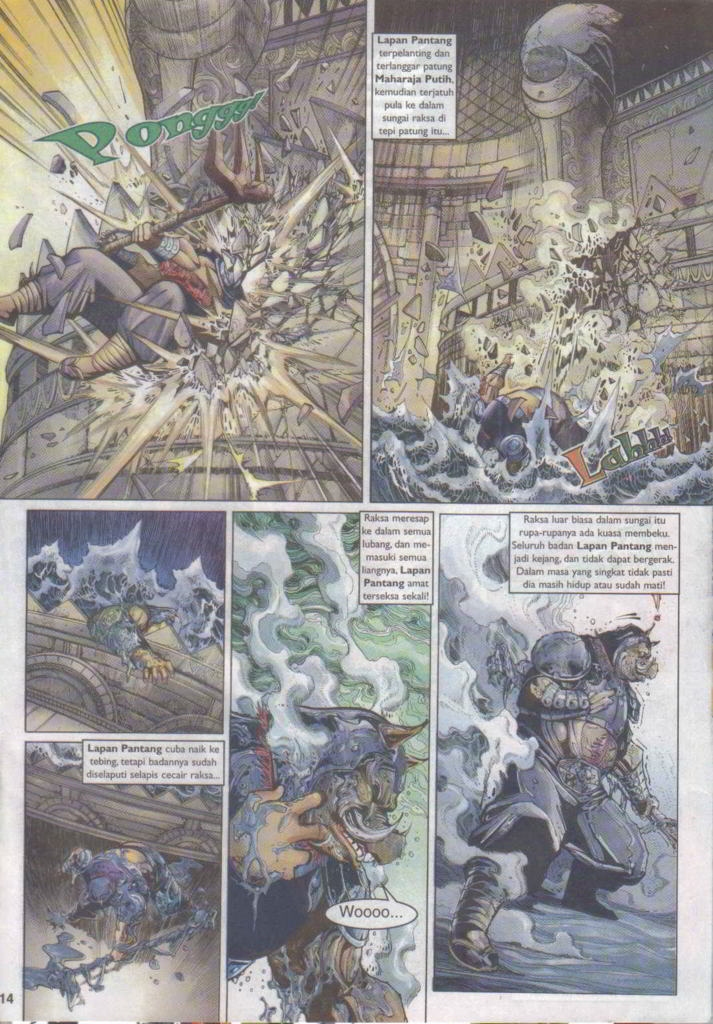 Ponggg!
Lapan Pantang
terpelanting dan
terlanggar patung
Maharaja Putih,
kemudian terjatuh
pula ke dalam
sungai raksa di
tepi patung itu...
Lahhh
Lapan Pantang cuba naik ke
tebing, tetapi badannya sudah
diselaputi selapis cecair raksa...
Raksa meresap
ke dalam semua
lubang, dan me-
masuki semua
liangnya, Lapan
Pantang amat
terseksa sekali!
Woooo...
Raksa luar biasa dalam sungai itu
rupa-rupanya ada kuasa membeku.
Seluruh badan Lapan Pantang men-
jadi kejang, dan tidak dapat bergerak.
Dalam masa yang singkat tidak pasti
dia masih hidup atau sudah mati!
!
14